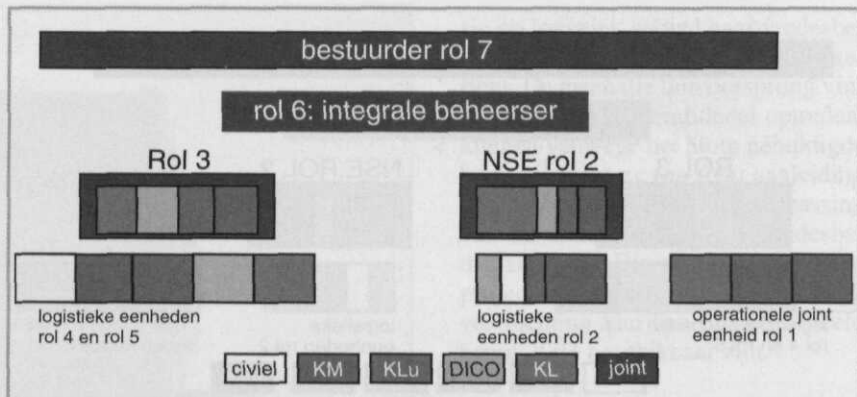 bestuurder rol 7
rol 6: integrale beheerser
Rol 3
NSE rol 2
logistieke eenheden
rol 4 en rol 5
logistieke
eenheden rol 2
operationele joint
eenheid rol 1
civiel
KM
KLu
DICO
KL
joint